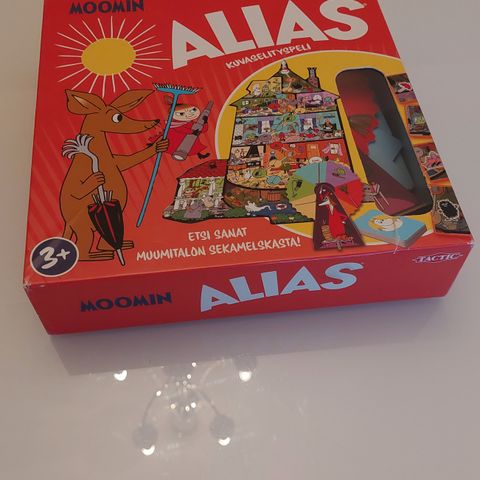 MOOMIN
ALIAS
KUVASELITYSPELI
ETSI SANAT
MUUMITALON SEKAMELSKASTA!
3+
MOOMIN ALIAS TACTIC